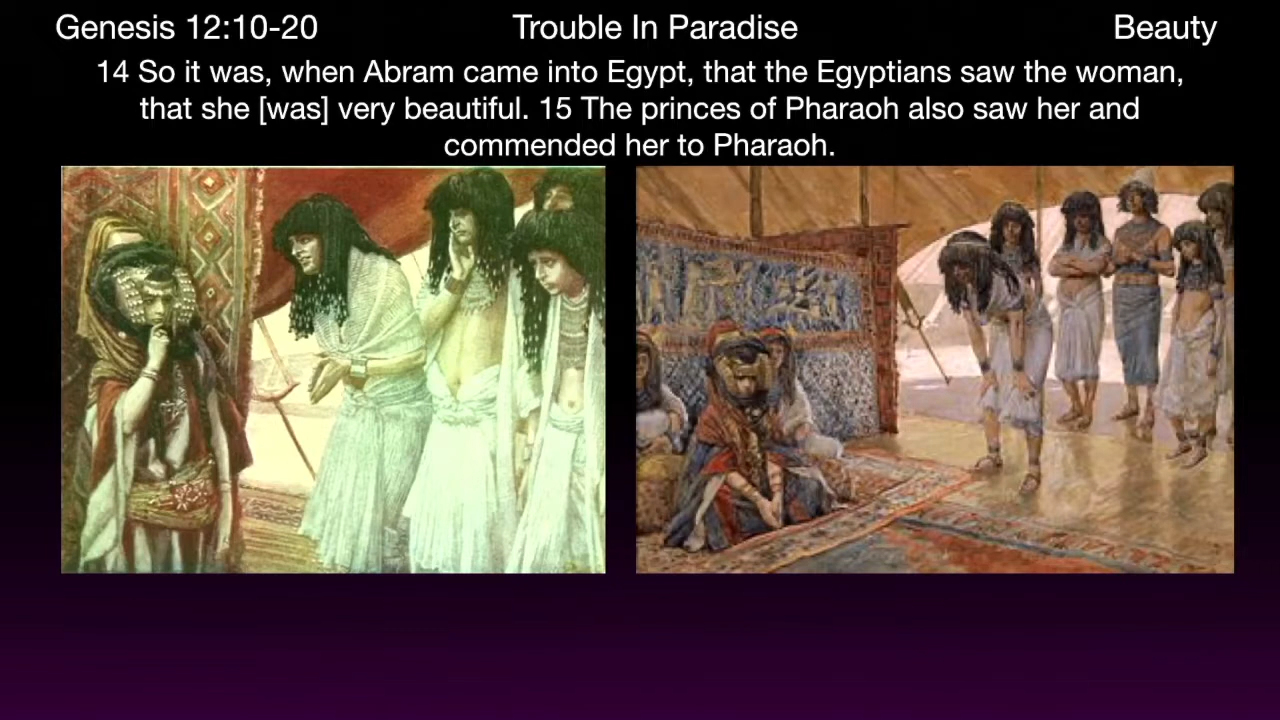 Genesis 12:10-20 Trouble In Paradise Beauty
14 So it was, when Abram came into Egypt, that the Egyptians saw the woman,
that she [was] very beautiful. 15 The princes of Pharaoh also saw her and
commended her to Pharaoh.